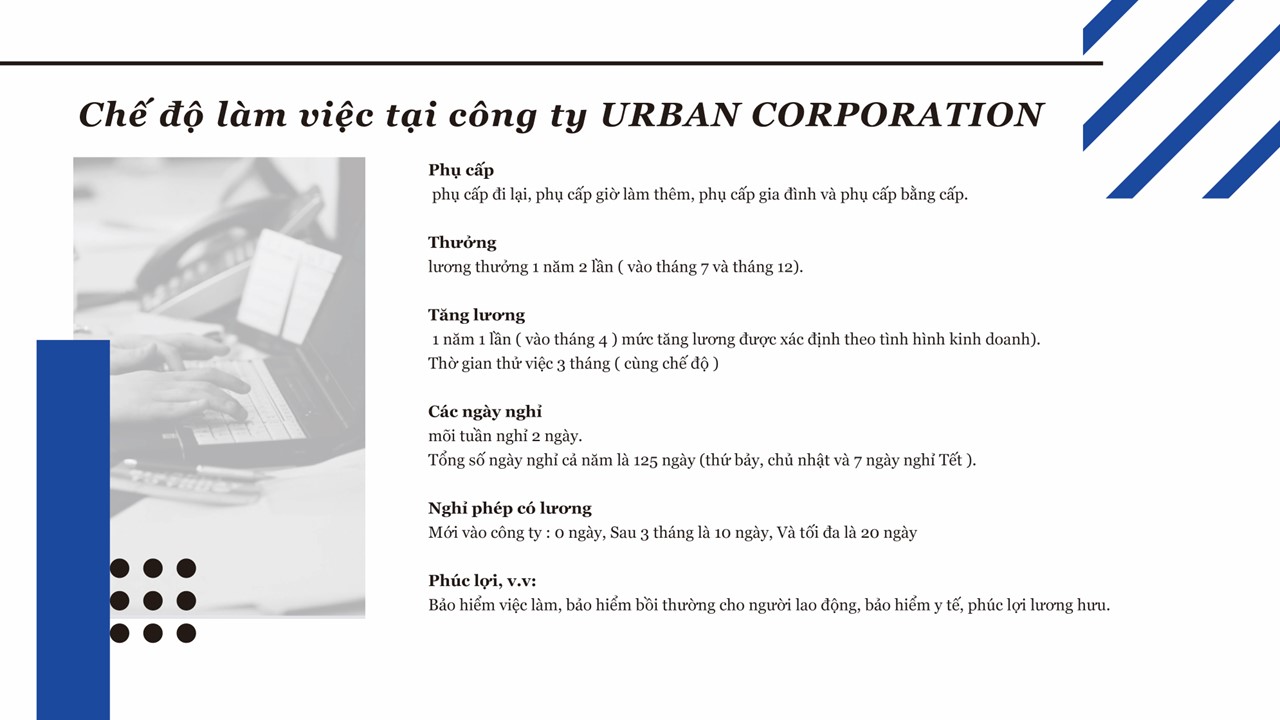 Chế độ làm việc tại công ty URBAN CORPORATION
Phụ cấp
phụ cấp đi lại, phụ cấp giờ làm thêm, phụ cấp gia đình và phụ cấp bằng cấp.
Thưởng
lương thưởng 1 năm 2 lần ( vào tháng 7 và tháng 12).
Tăng lương
1 năm 1 lần ( vào tháng 4 ) mức tăng lương được xác định theo tình hình kinh doanh).
Thờ gian thử việc 3 tháng ( cùng chế độ )
Các ngày nghỉ
mõi tuần nghỉ 2 ngày.
Tổng số ngày nghỉ cả năm là 125 ngày (thứ bảy, chủ nhật và 7 ngày nghỉ Tết ).
Nghỉ phép có lương
Mới vào công ty : 0 ngày, Sau 3 tháng là 10 ngày, Và tối đa là 20 ngày
Phúc lợi, v.v:
Bảo hiểm việc làm, bảo hiểm bồi thường cho người lao động, bảo hiểm y tế, phúc lợi lương hưu.